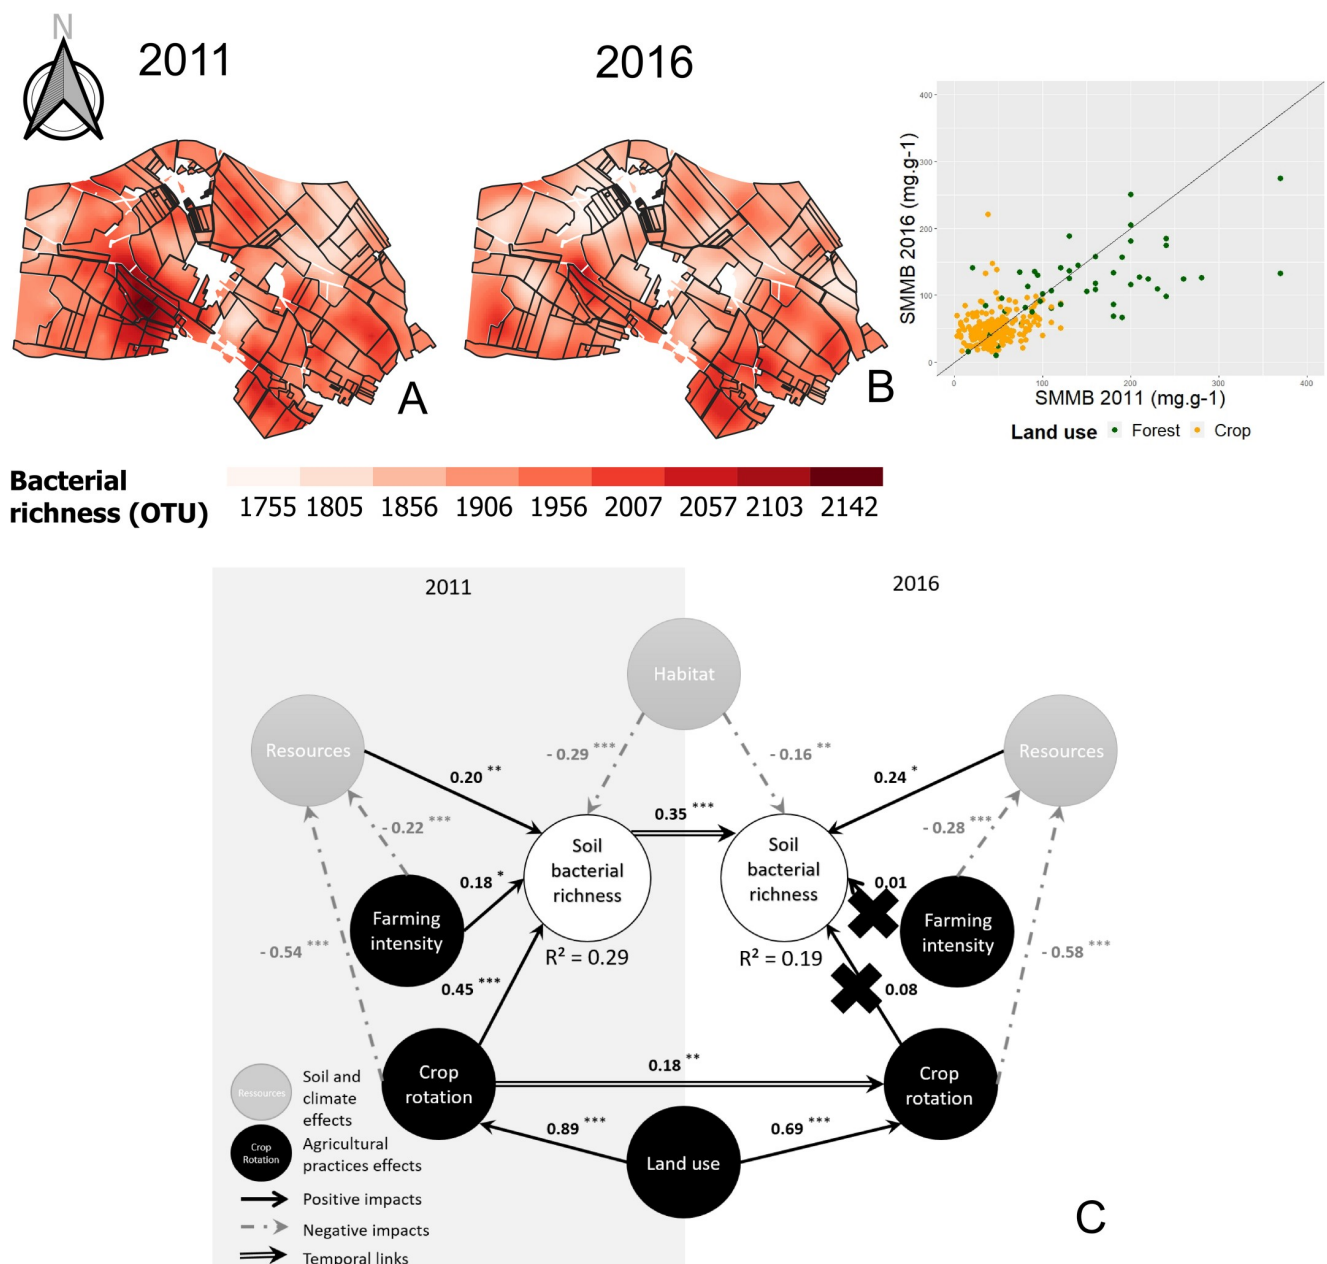 N
2011
2016
A
B
400
300
200
100
0
SMMB 2016 (mg.g-1)
0
100
200
300
400
SMMB 2011 (mg.g-1)
Land use Forest Crop
Bacterial
richness (OTU)
1755 1805 1856 1906 1956 2007 2057 2103 2142
2011
2016
Habitat
Resources
Resources
- 0.29 ***
- 0.16 **
0.20 **
0.24 *
0.35 ***
- 0.22 ***
- 0.28 ***
Soil
bacterial
richness
Soil
bacterial
richness
0.18 *
0.01
Farming
intensity
Farming
intensity
R² = 0.29
R² = 0.19
- 0.54 ***
- 0.58 ***
0.45 ***
0.08
Crop
rotation
0.18 **
Crop
rotation
0.89 ***
0.69 ***
Land use
Ressources
Soil and
climate
effects
Crop
Rotation
Agricultural
practices effects
Positive impacts
Negative impacts
Temporal links
C